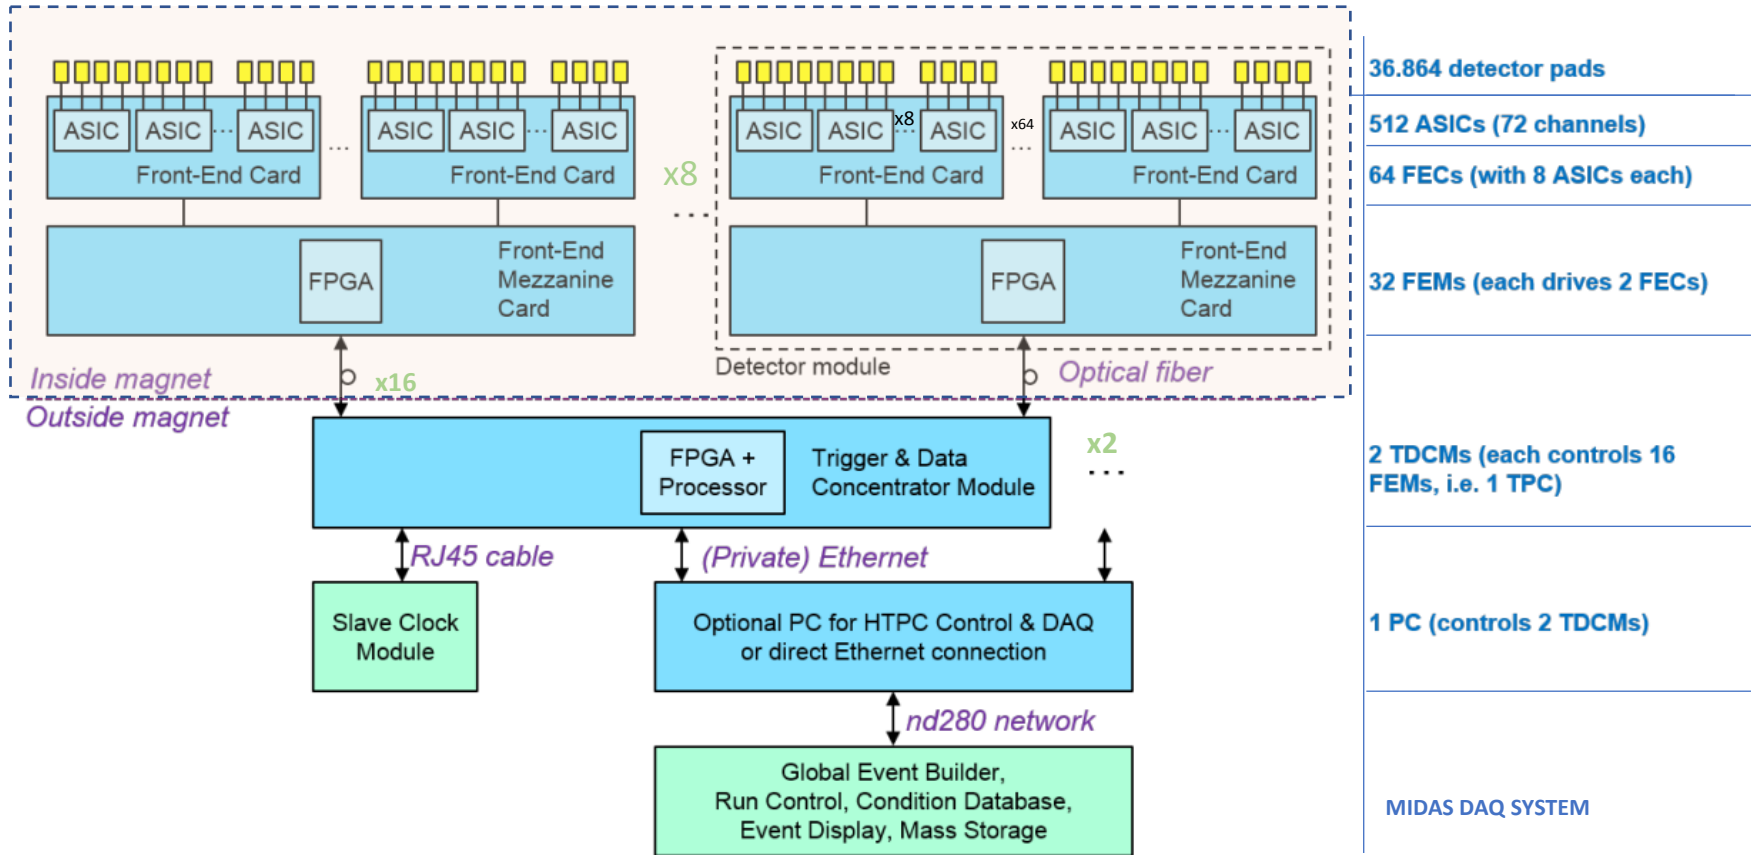 36.864 detector pads
ASIC ASIC ... ASIC
ASIC ASIC ... ASIC
ASIC ASIC x8 ... ASIC
ASIC ASIC ... ASIC
...
x64
...
512 ASICs (72 channels)
Front-End Card
Front-End Card
x8
...
Front-End Card
Front-End Card
64 FECs (with 8 ASICs each)
FPGA
Front-End
Mezzanine
Card
FPGA
Front-End
Mezzanine
Card
32 FEMs (each drives 2 FECs)
Detector module
Inside magnet
x16
Optical fiber
Outside magnet
FPGA +
Processor
Trigger & Data
Concentrator Module
x2
...
2 TDCMs (each controls 16
FEMs, i.e. 1 TPC)
RJ45 cable
(Private) Ethernet
Slave Clock
Module
Optional PC for HTPC Control & DAQ
or direct Ethernet connection
1 PC (controls 2 TDCMs)
nd280 network
Global Event Builder,
Run Control, Condition Database,
Event Display, Mass Storage
MIDAS DAQ SYSTEM